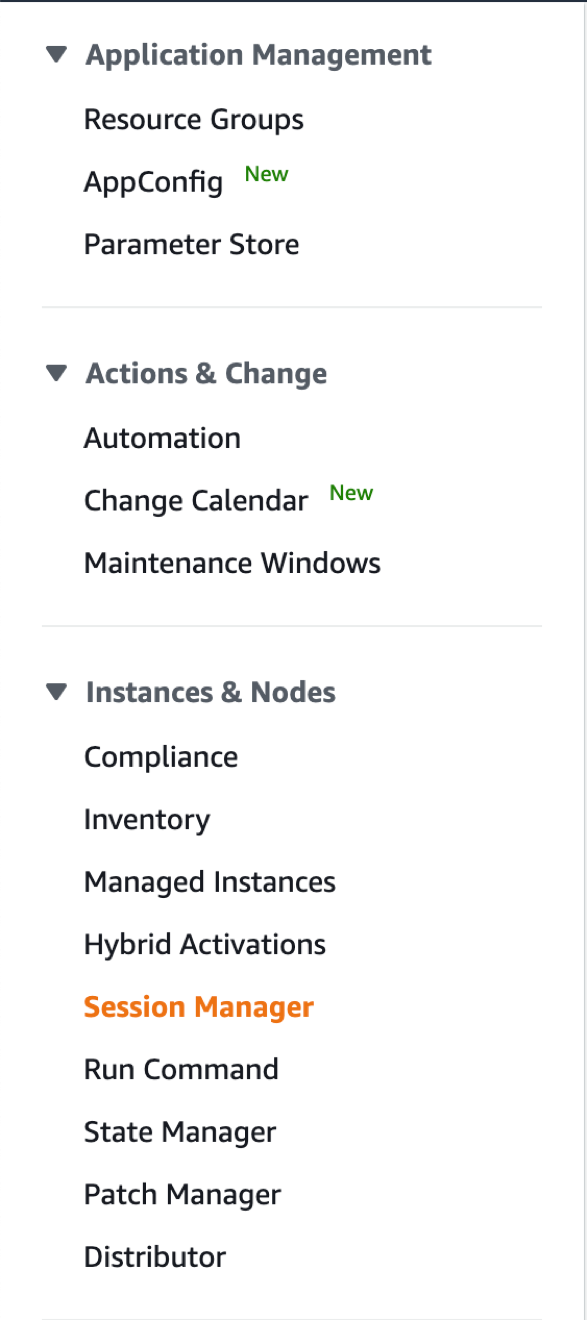 Application Management
Resource Groups
AppConfig New
Parameter Store
Actions & Change
Automation
Change Calendar New
Maintenance Windows
Instances & Nodes
Compliance
Inventory
Managed Instances
Hybrid Activations
Session Manager
Run Command
State Manager
Patch Manager
Distributor